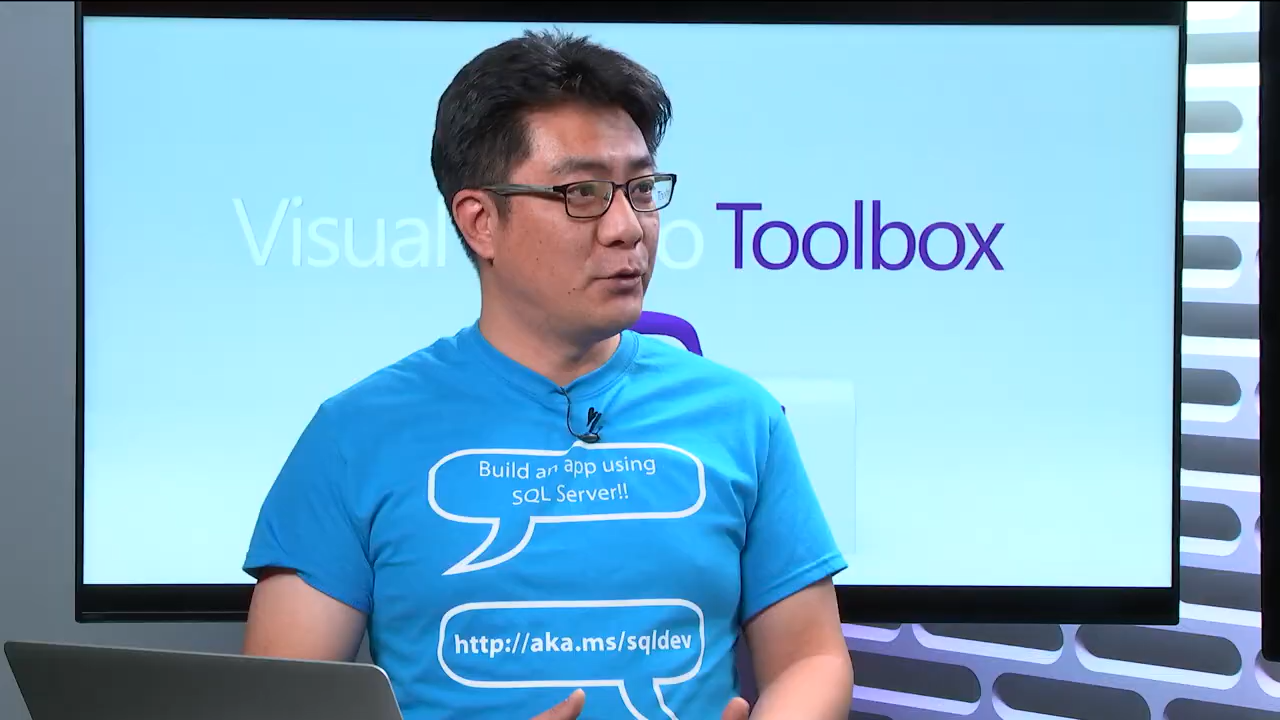 Visual o Toolbox
Build an app using
SQL Server!!
http://aka.ms/sqldev